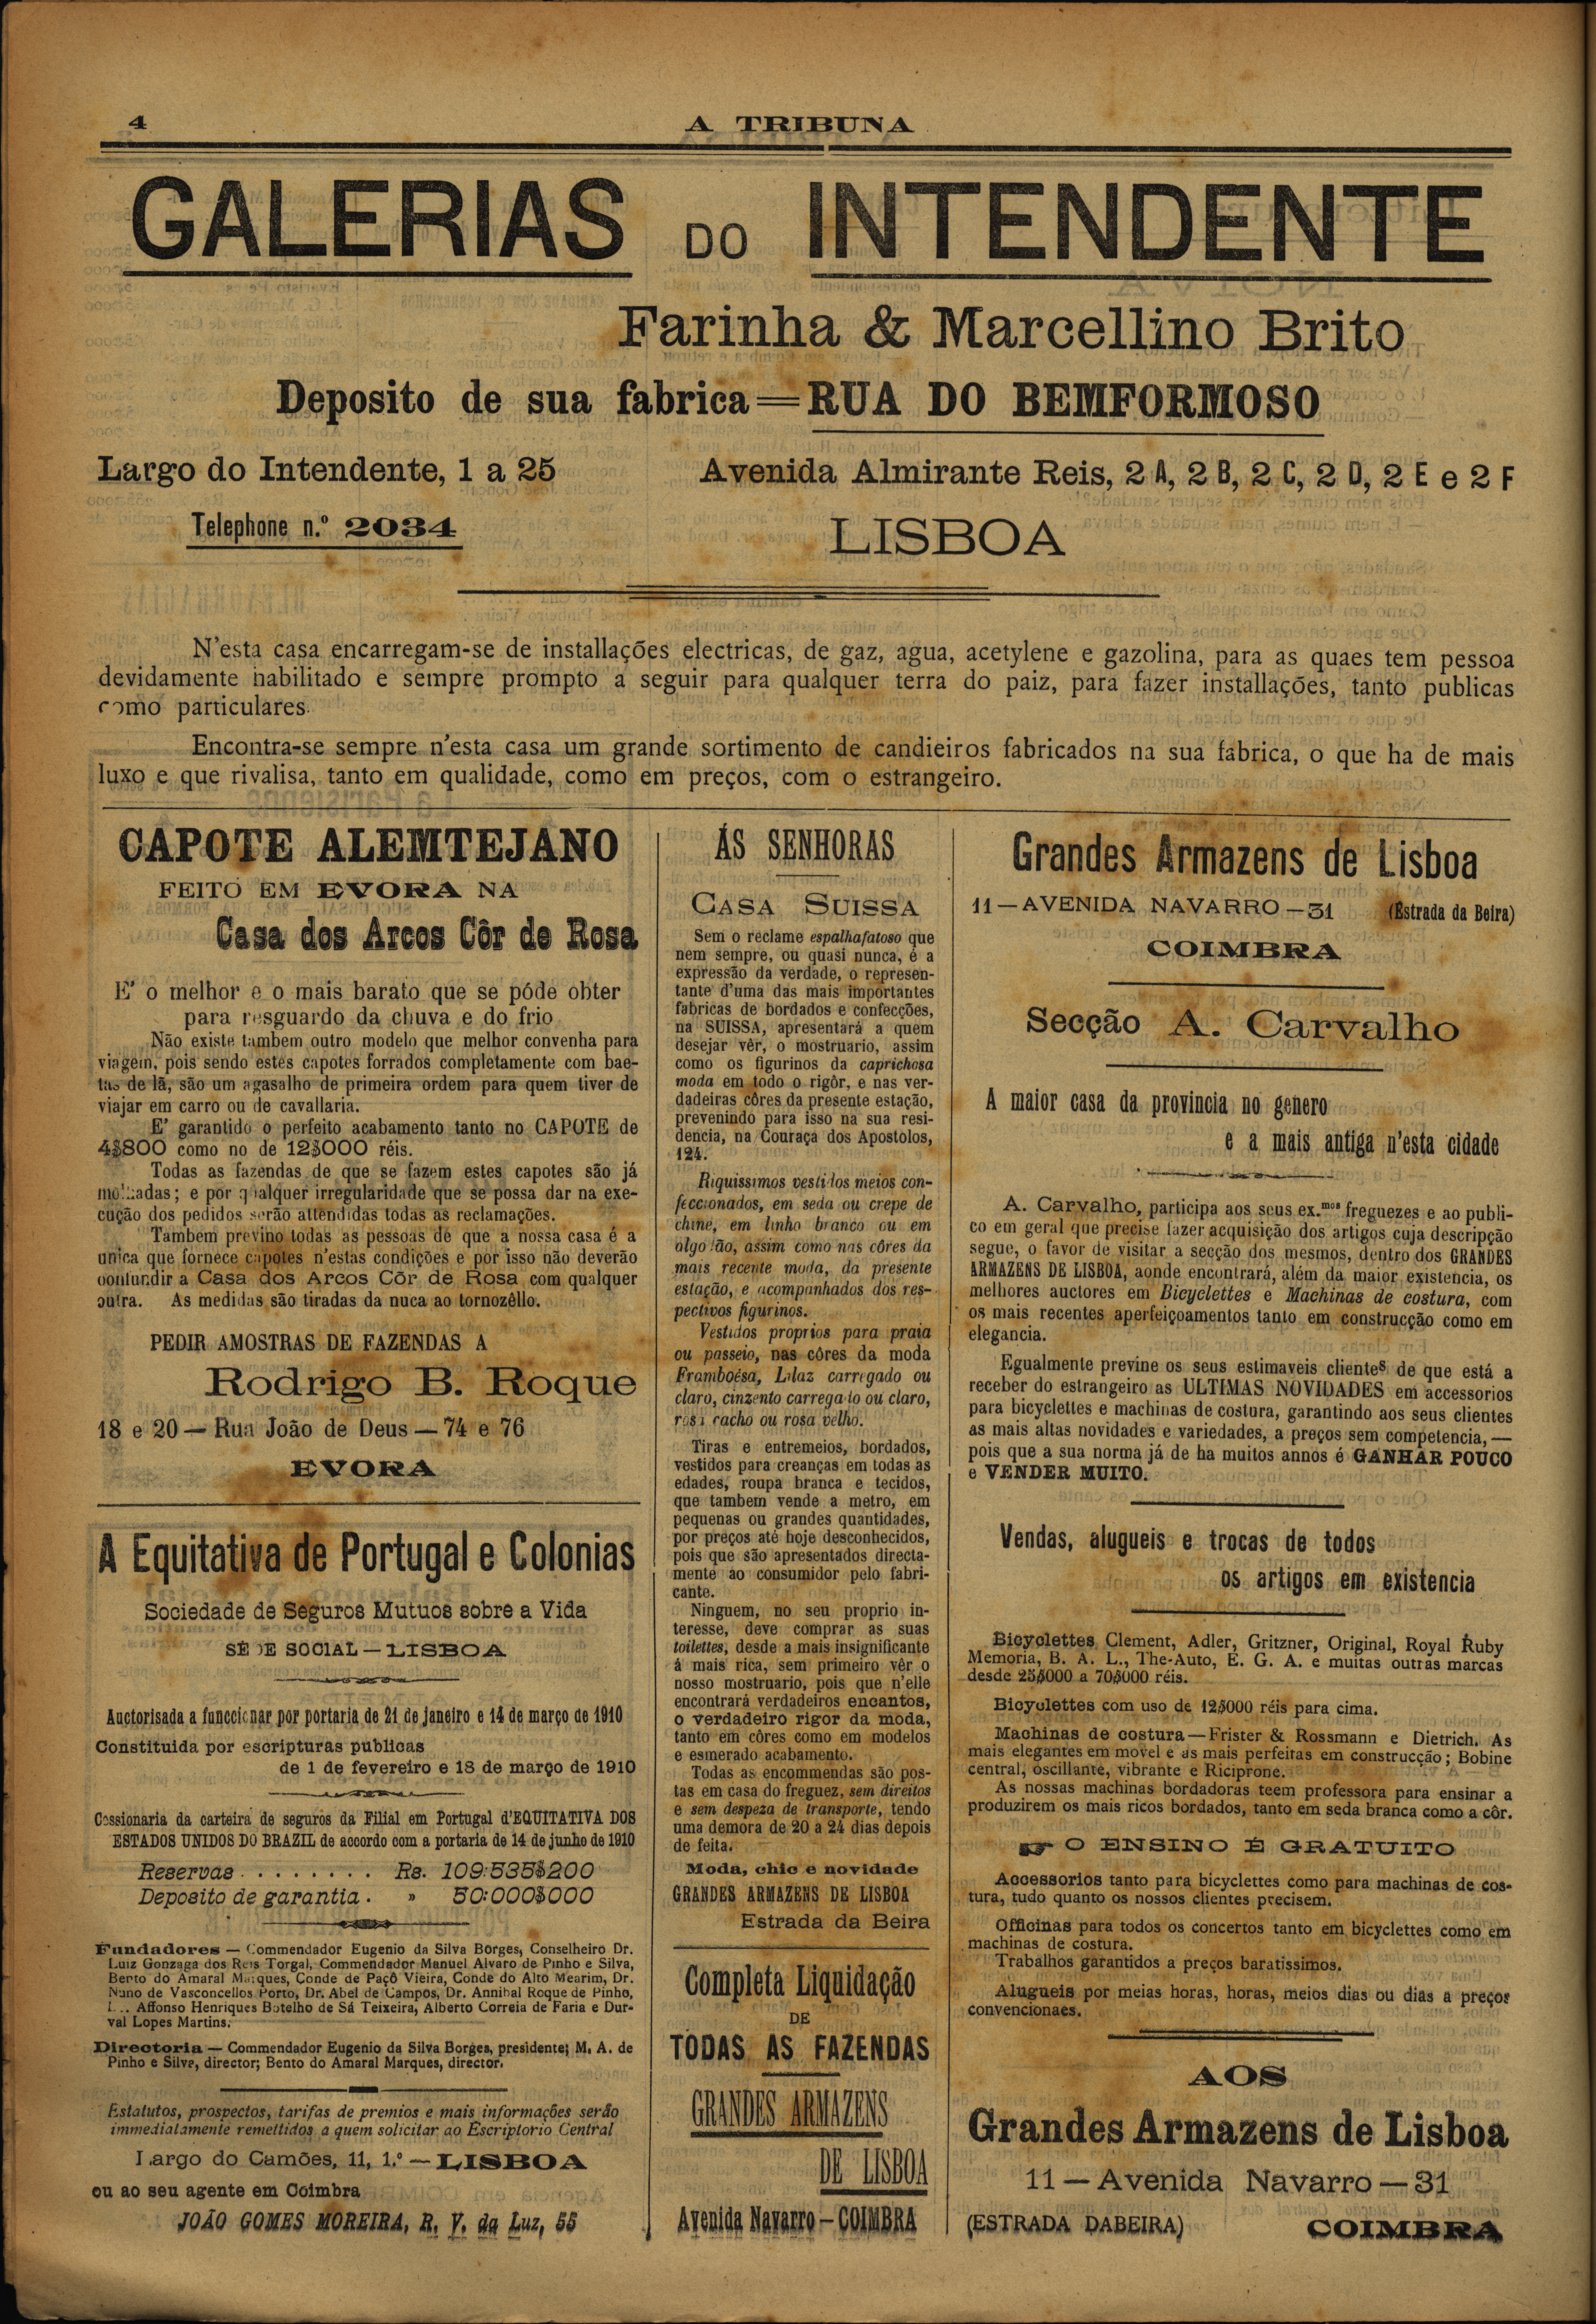 4
A TRIBUNA
GALERIAS DO INTENDENTE
Farinha & Marcellino Brito
Deposito de sua fabrica=RUA DO BEMFORMOSO
Largo do Intendente, 1 a 25
Avenida Almirante Reis, 2 A, 2 B, 2 C, 2 D, 2 E e 2 F
Telephone n.º 2034
LISBOA
N'esta casa encarregam-se de installações electricas, de gaz, agua, acetylene e gazolina, para as quaes tem pessoa
devidamente habilitado e sempre prompto a seguir para qualquer terra do paiz, para fazer installações, tanto publicas
como particulares.
Encontra-se sempre n'esta casa um grande sortimento de candieiros fabricados na sua fabrica, o que ha de mais
luxo e que rivalisa, tanto em qualidade, como em preços, com o estrangeiro.
CAPOTE ALEMTEJANO
FEITO EM EVORA NA
Casa dos Arcos Côr de Rosa
E' o melhor e o mais barato que se póde obter
para resguardo da chuva e do frio
Não existe tambem outro modelo que melhor convenha para
viagem, pois sendo estes capotes forrados completamente com bae-
tas de lã, são um agasalho de primeira ordem para quem tiver de
viajar em carro ou de cavallaria.
E' garantido o perfeito acabamento tanto no CAPOTE de
4$800 como no de 12$000 réis.
Todas as fazendas de que se fazem estes capotes são já
molhadas; e por qualquer irregularidade que se possa dar na exe-
cução dos pedidos serão attendidas todas as reclamações.
Tambem previno todas as pessoas de que a nossa casa é a
unica que fornece capotes n'estas condições e por isso não deverão
confundir a Casa dos Arcos Côr de Rosa com qualquer
outra. As medidas são tiradas da nuca ao tornozêllo.
PEDIR AMOSTRAS DE FAZENDAS A
Rodrigo B. Roque
18 e 20 — Rua João de Deus — 74 e 76
EVORA
A Equitativa de Portugal e Colonias
Sociedade de Seguros Mutuos sobre a Vida
SÉDE SOCIAL — LISBOA
Auctorisada a funccionar por portaria de 21 de janeiro e 14 de março de 1910
Constituida por escripturas publicas
de 1 de fevereiro e 18 de março de 1910
Cessionaria da carteira de seguros da Filial em Portugal d'EQUITATIVA DOS
ESTADOS UNIDOS DO BRAZIL de accordo com a portaria de 14 de junho de 1910
Reservas . . . . . . . . Rs. 109:535$200
Deposito de garantia . » 50:000$000
Fundadores — Commendador Eugenio da Silva Borges, Conselheiro Dr.
Luiz Gonzaga dos Reis Torgal, Commendador Manuel Alvaro de Pinho e Silva,
Bento do Amaral Marques, Conde de Paçô Vieira, Conde do Alto Mearim, Dr.
Nuno de Vasconcellos Porto, Dr. Abel de Campos, Dr. Annibal Roque de Pinho,
Affonso Henriques Botelho de Sá Teixeira, Alberto Correia de Faria e Dur-
val Lopes Martins.
Directoria — Commendador Eugenio da Silva Borges, presidente; M. A. de
Pinho e Silva, director; Bento do Amaral Marques, director.
Estatutos, prospectos, tarifas de premios e mais informações serão
immediatamente remettidos a quem solicitar ao Escriptorio Central
Largo do Camões, 11, 1.º — LISBOA
ou ao seu agente em Coimbra
JOÃO GOMES MOREIRA, R. V. da Luz, 55
ÁS SENHORAS
CASA SUISSA
Sem o reclame espalhafatoso que
nem sempre, ou quasi nunca, é a
expressão da verdade, o represen-
tante d'uma das mais importantes
fabricas de bordados e confecções,
na SUISSA, apresentará a quem
desejar vêr, o mostruario, assim
como os figurinos da caprichosa
moda em todo o rigôr, e nas ver-
dadeiras côres da presente estação,
prevenindo para isso na sua resi-
dencia, na Couraça dos Apostolos,
124.
Riquissimos vestidos meios con-
feccionados, em seda ou crepe de
chine, em linho branco ou em
algodão, assim como nas côres da
mais recente moda, da presente
estação, e acompanhados dos res-
pectivos figurinos.
Vestidos proprios para praia
ou passeio, nas côres da moda
Framboêsa, Lilaz carregado ou
claro, cinzento carregado ou claro,
rosa cacho ou rosa velho.
Tiras e entremeios, bordados,
vestidos para creanças em todas as
edades, roupa branca e tecidos,
que tambem vende a metro, em
pequenas ou grandes quantidades,
por preços até hoje desconhecidos,
pois que são apresentados directa-
mente ao consumidor pelo fabri-
cante.
Ninguem, no seu proprio in-
teresse, deve comprar as suas
toilettes, desde a mais insignificante
á mais rica, sem primeiro vêr o
nosso mostruario, pois que n'elle
encontrará verdadeiros encantos,
o verdadeiro rigor da moda,
tanto em côres como em modelos
e esmerado acabamento.
Todas as encommendas são pos-
tas em casa do freguez, sem direitos
e sem despeza de transporte, tendo
uma demora de 20 a 24 dias depois
de feita.
Moda, chic e novidade
GRANDES ARMAZENS DE LISBOA
Estrada da Beira
Completa Liquidação
DE
TODAS AS FAZENDAS
GRANDES ARMAZENS
DE LISBOA
Avenida Navarro — COIMBRA
Grandes Armazens de Lisboa
11 — AVENIDA NAVARRO — 31 (Estrada da Beira)
COIMBRA
Secção A. Carvalho
A maior casa da provincia no genero
e a mais antiga n'esta cidade
A. Carvalho, participa aos seus ex.mos freguezes e ao publi-
co em geral que precise fazer acquisição dos artigos cuja descripção
segue, o favor de visitar a secção dos mesmos, dentro dos GRANDES
ARMAZENS DE LISBOA, aonde encontrará, além da maior existencia, os
melhores auctores em Bicyclettes e Machinas de costura, com
os mais recentes aperfeiçoamentos tanto em construcção como em
elegancia.
Egualmente previne os seus estimaveis clientes de que está a
receber do estrangeiro as ULTIMAS NOVIDADES em accessorios
para bicyclettes e machinas de costura, garantindo aos seus clientes
as mais altas novidades e variedades, a preços sem competencia, —
pois que a sua norma já de ha muitos annos é GANHAR POUCO
e VENDER MUITO.
Vendas, alugueis e trocas de todos
os artigos em existencia
Bicyclettes Clement, Adler, Gritzner, Original, Royal Ruby
Memoria, B. A. L., The-Auto, E. G. A. e muitas outras marcas
desde 25$000 a 70$000 réis.
Bicyclettes com uso de 12$000 réis para cima.
Machinas de costura — Frister & Rossmann e Dietrich. As
mais elegantes em movel e as mais perfeitas em construcção; Bobine
central, oscillante, vibrante e Riciprone.
As nossas machinas bordadoras teem professora para ensinar a
produzirem os mais ricos bordados, tanto em seda branca como a côr.
☞ O ENSINO É GRATUITO
Accessorios tanto para bicyclettes como para machinas de cos-
tura, tudo quanto os nossos clientes precisem.
Officinas para todos os concertos tanto em bicyclettes como em
machinas de costura.
Trabalhos garantidos a preços baratissimos.
Alugueis por meias horas, horas, meios dias ou dias a preços
convencionaes.
AOS
Grandes Armazens de Lisboa
11 — Avenida Navarro — 31
(ESTRADA DABEIRA) COIMBRA